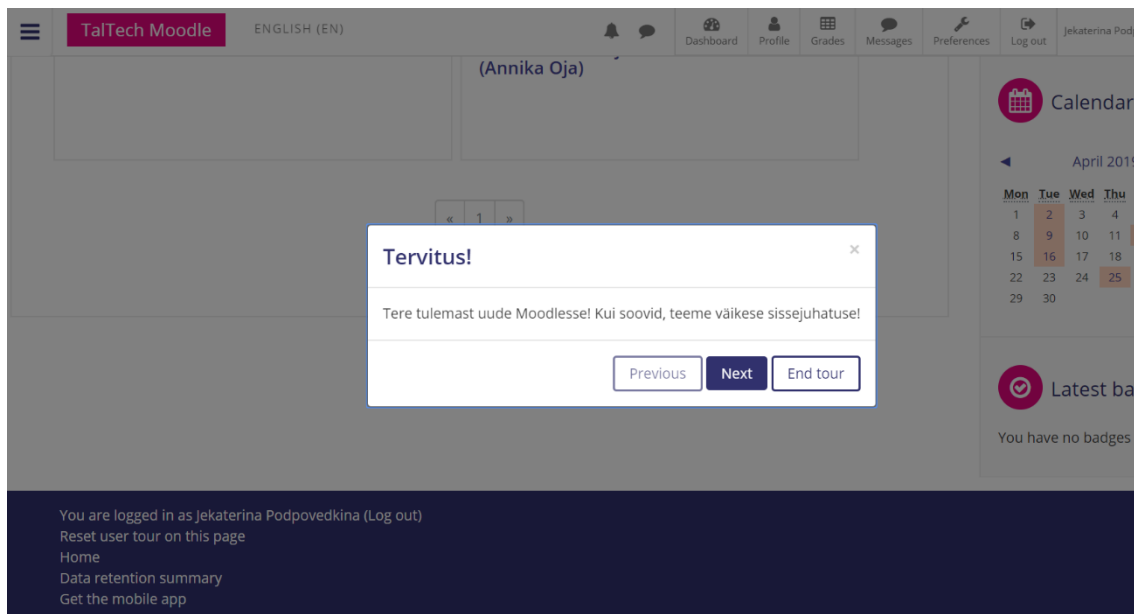 TalTech Moodle
ENGLISH (EN)
Dashboard
Profile
Grades
Messages
Preferences
Log out
Jekaterina
(Annika Oja)
« 1 »
Calendar
◄ April 2019
Mon Tue Wed Thu
1 2 3 4
8 9 10 11
15 16 17 18
22 23 24 25
29 30
Tervitus!
×
Tere tulemast uude Moodlesse! Kui soovid, teeme väikese sissejuhatuse!
Previous
Next
End tour
Latest ba
You have no badges
You are logged in as Jekaterina Podpovedkina (Log out)
Reset user tour on this page
Home
Data retention summary
Get the mobile app